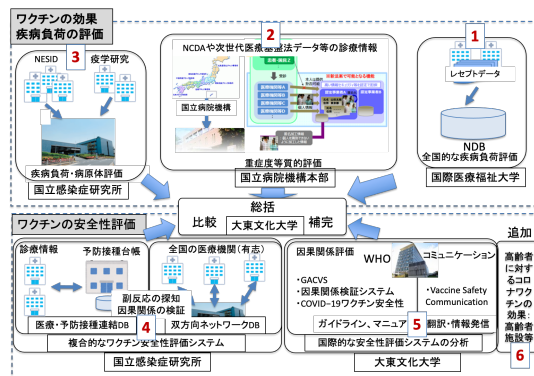 ワクチンの効果
疾病負荷の評価
3
NESID
疫学研究
疾病負荷・病原体評価
国立感染症研究所
2
NCDAや次世代医療基盤法データ等の診療情報
国立病院機構
重症度等質的評価
国立病院機構本部
1
レセプトデータ
NDB
全国的な疾病負荷評価
国際医療福祉大学
総括
比較
大東文化大学
補完
ワクチンの安全性評価
診療情報
予防接種台帳
全国の医療機関(有志)
副反応の探知
因果関係の検証
医療・予防接種連結DB
4
双方向ネットワークDB
複合的なワクチン安全性評価システム
国立感染症研究所
因果関係評価
WHO
コミュニケーション
・GACVS
・因果関係検証システム
・COVID-19ワクチン安全性
・Vaccine Safety
Communication
ガイドライン、マニュア
5
翻訳・情報発信
国際的な安全性評価システムの分析
大東文化大学
追加
高齢者
に対す
るコロ
ナワク
チンの
効果:
高齢者
施設等
6